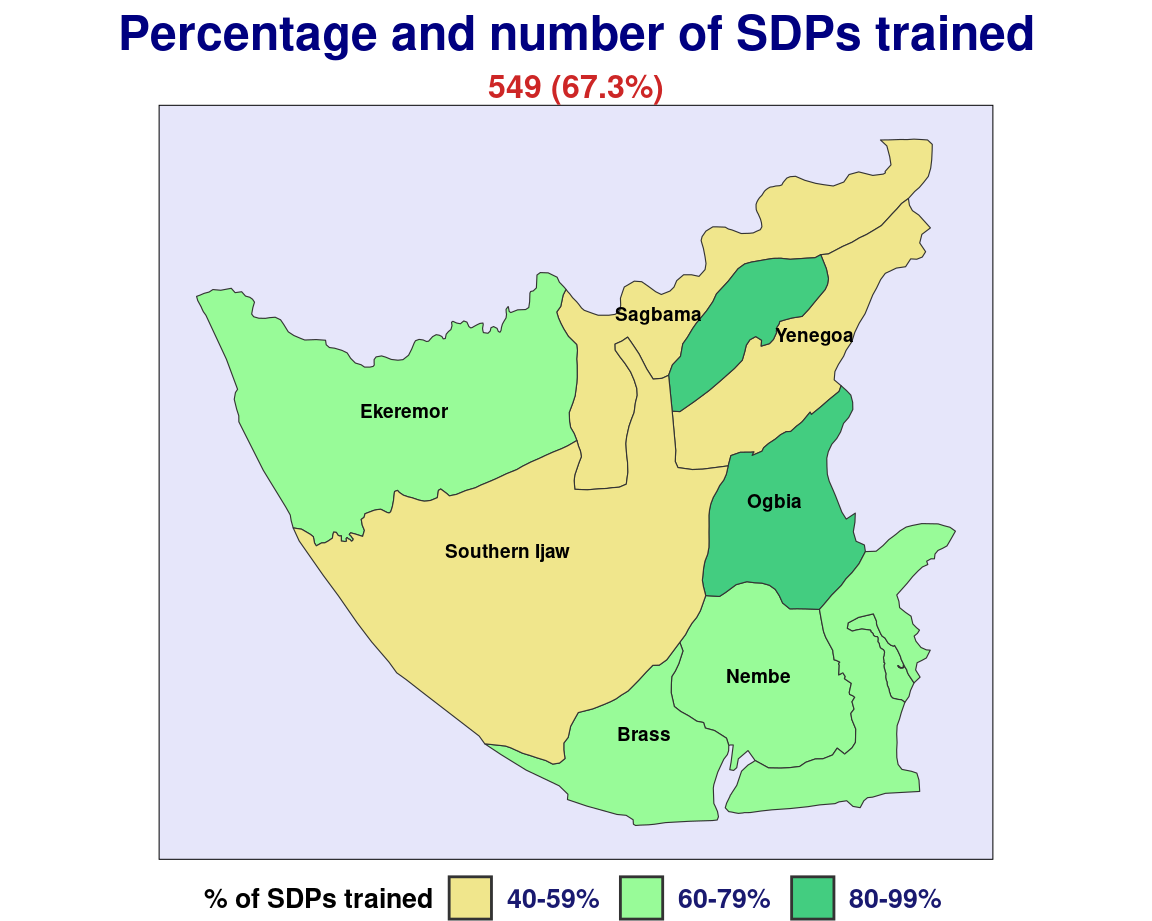 Percentage and number of SDPs trained
549 (67.3%)
Sagbama
Yenegoa
Ekeremor
Ogbia
Southern Ijaw
Nembe
Brass
% of SDPs trained 40-59% 60-79% 80-99%